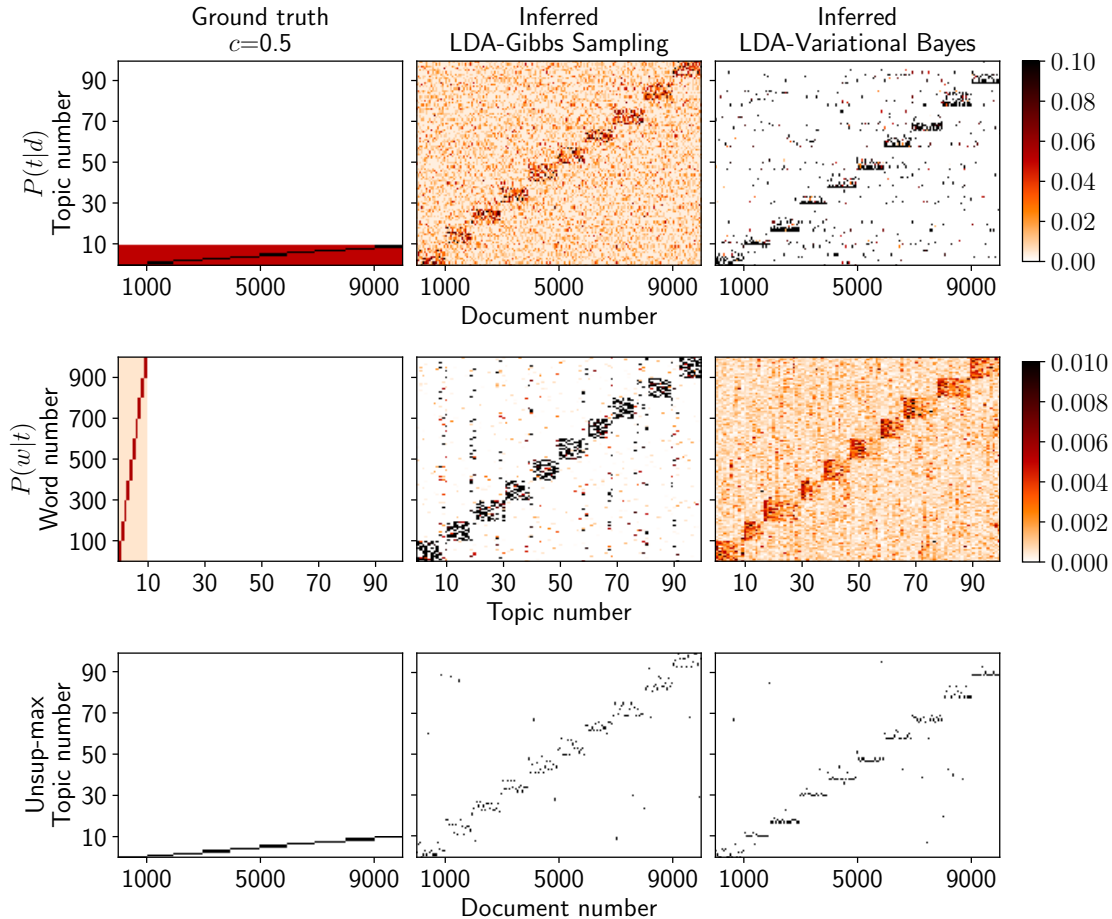 Ground truth
c=0.5
Inferred
LDA-Gibbs Sampling
Inferred
LDA-Variational Bayes
P(t|d)
Topic number
90
70
50
30
10
1000 5000 9000
1000 5000 9000
1000 5000 9000
Document number
0.10
0.08
0.06
0.04
0.02
0.00
P(w|t)
Word number
900
700
500
300
100
10 30 50 70 90
10 30 50 70 90
10 30 50 70 90
Topic number
0.010
0.008
0.006
0.004
0.002
0.000
Unsup-max
Topic number
90
70
50
30
10
1000 5000 9000
1000 5000 9000
1000 5000 9000
Document number